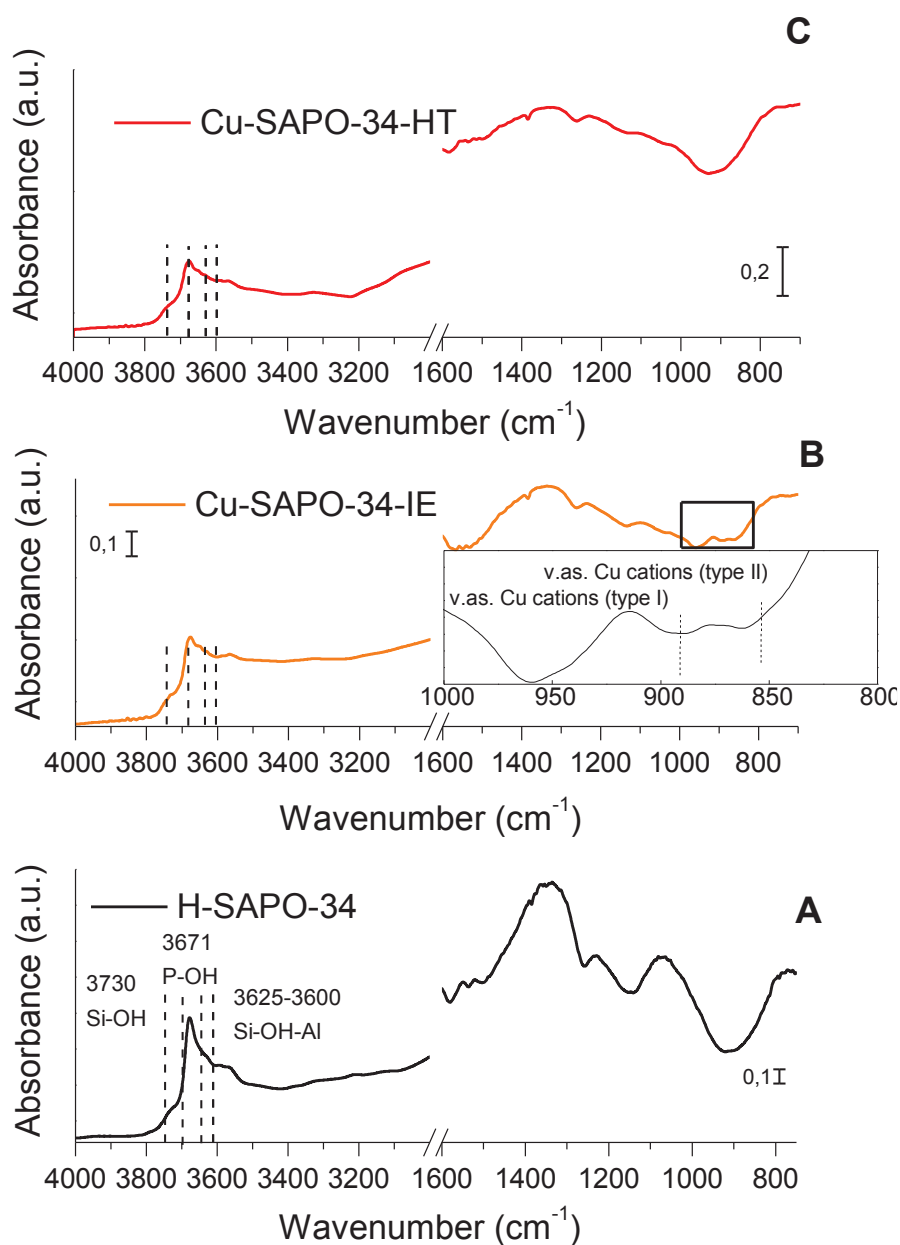 C
Absorbance (a.u.)
Cu-SAPO-34-HT
0,2
4000 3800 3600 3400 3200 1600 1400 1200 1000 800
Wavenumber (cm⁻¹)
B
Absorbance (a.u.)
Cu-SAPO-34-IE
0,1
v.as. Cu cations (type II)
v.as. Cu cations (type I)
1000 950 900 850 800
4000 3800 3600 3400 3200 1600 1400 1200 1000 800
Wavenumber (cm⁻¹)
A
Absorbance (a.u.)
H-SAPO-34
3671
P-OH
3730
Si-OH
3625-3600
Si-OH-Al
0,1
4000 3800 3600 3400 3200 1600 1400 1200 1000 800
Wavenumber (cm⁻¹)